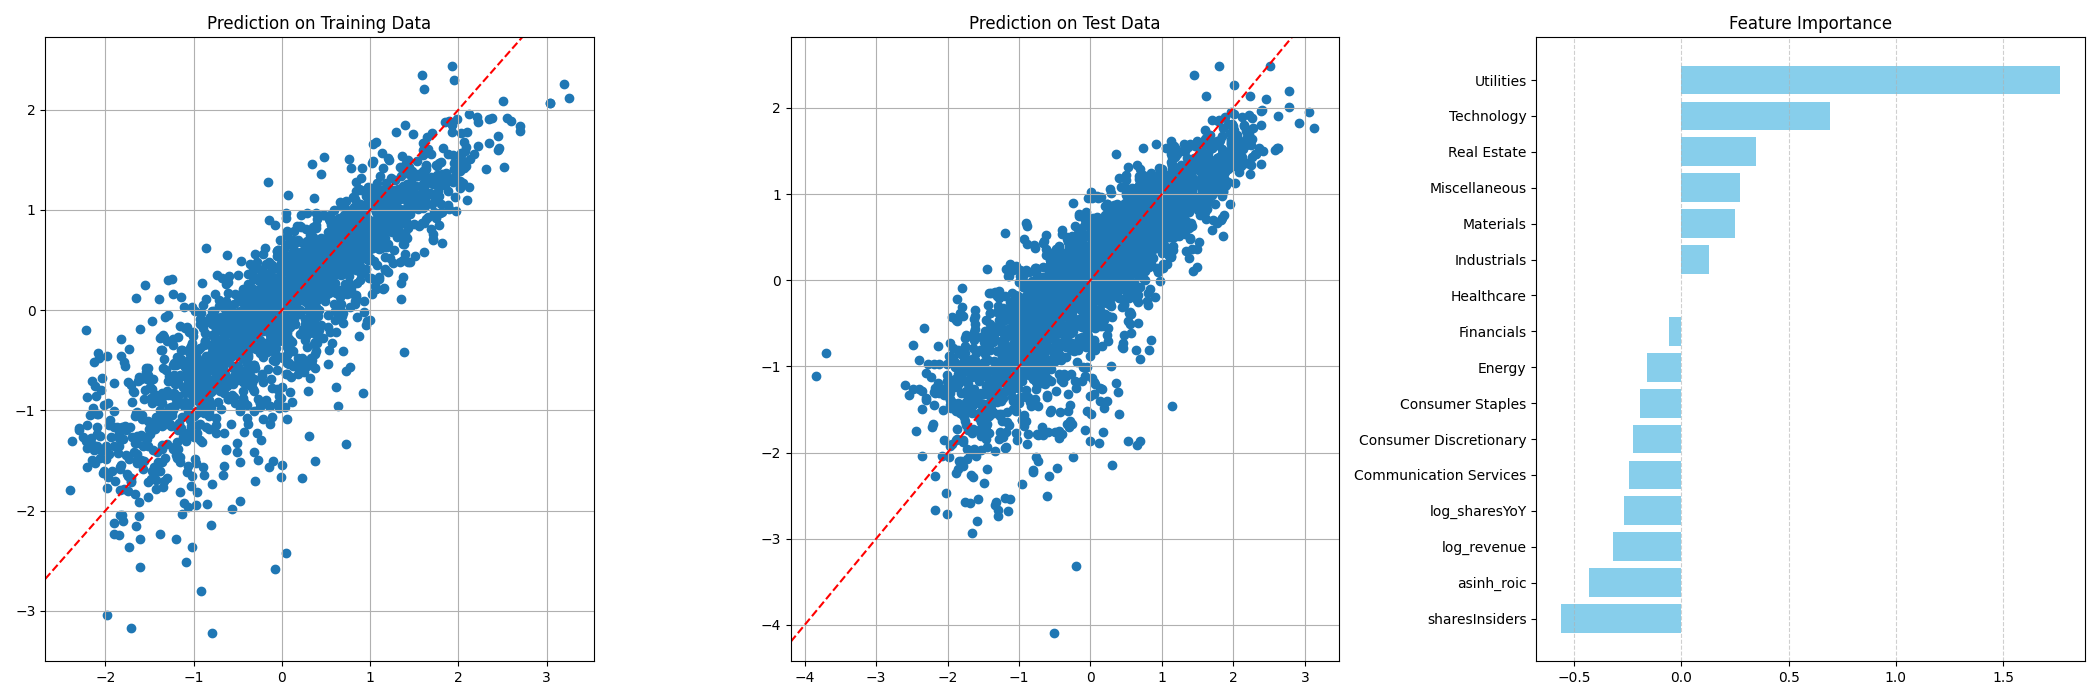 Prediction on Training Data
2
1
0
−1
−2
−3
−2
−1
0
1
2
3
Prediction on Test Data
2
1
0
−1
−2
−3
−4
−4
−3
−2
−1
0
1
2
3
Feature Importance
Utilities
Technology
Real Estate
Miscellaneous
Materials
Industrials
Healthcare
Financials
Energy
Consumer Staples
Consumer Discretionary
Communication Services
log_sharesYoY
log_revenue
asinh_roic
sharesInsiders
−0.5
0.0
0.5
1.0
1.5